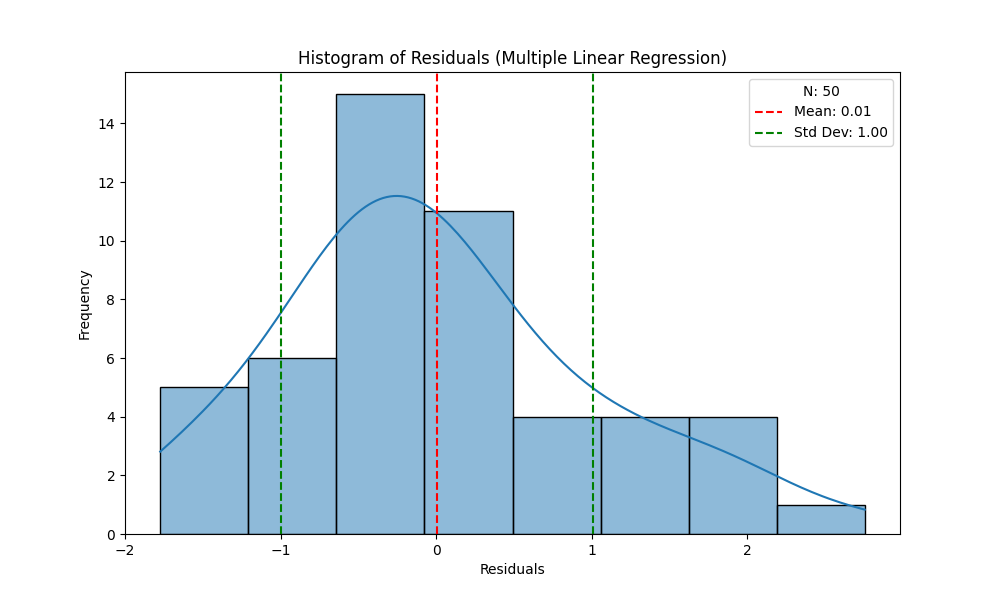 Histogram of Residuals (Multiple Linear Regression)
N: 50
Mean: 0.01
Std Dev: 1.00
Frequency
14
12
10
8
6
4
2
0
−2 −1 0 1 2
Residuals